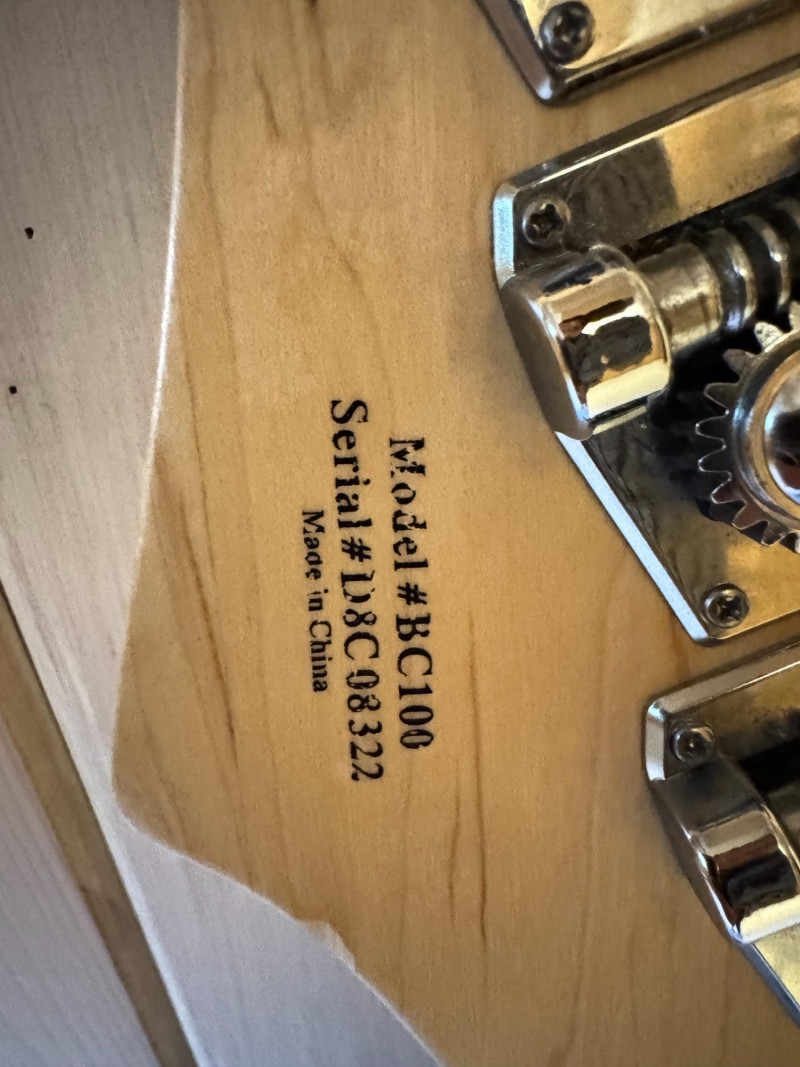 Model #BC100
Serial #D8C08322
Made in China